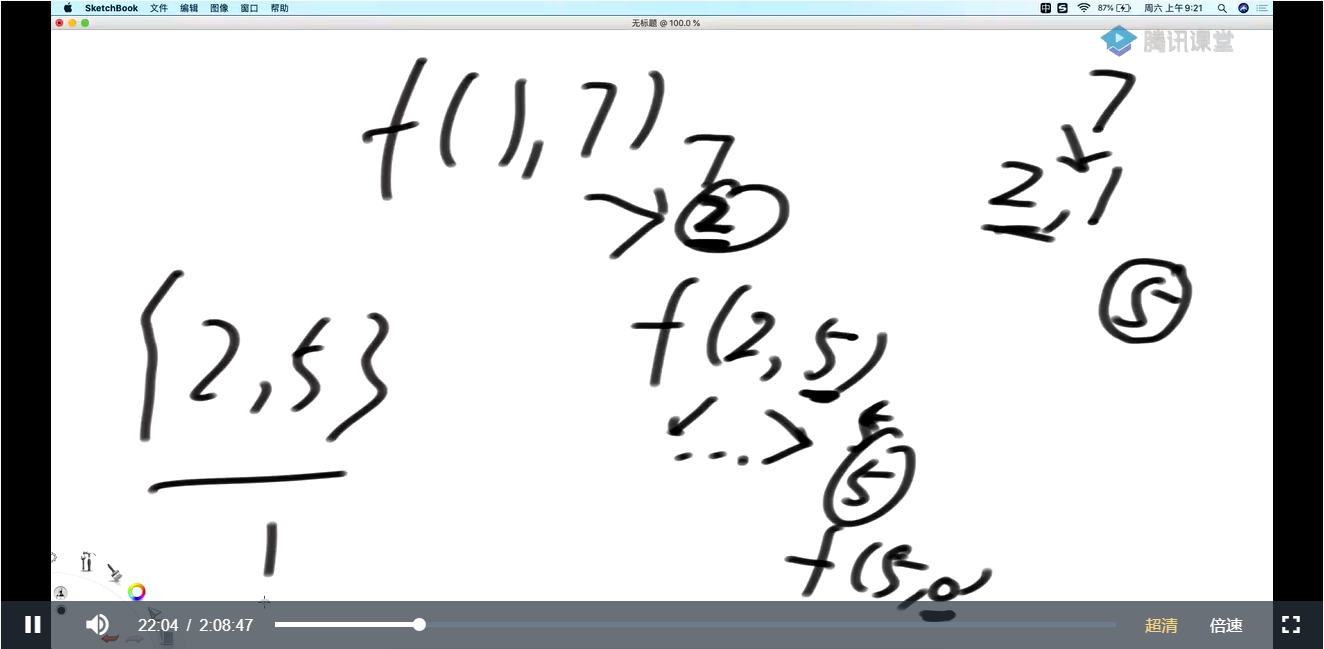 SketchBook 文件 编辑 图像 窗口 帮助 87% 周六 上午9:21
无标题 @ 100.0 %
腾讯课堂
f(1,7)
7
7
2
2,1
5
{2,5}
f(2,5)
...
5
1
f(5,0)
22:04 / 2:08:47 超清 倍速